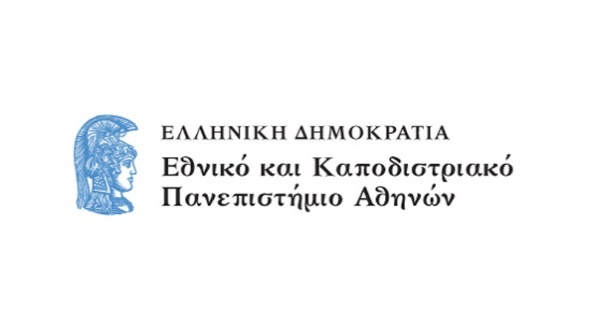 ΕΛΛΗΝΙΚΗ ΔΗΜΟΚΡΑΤΙΑ
Εθνικό και Καποδιστριακό
Πανεπιστήμιο Αθηνών